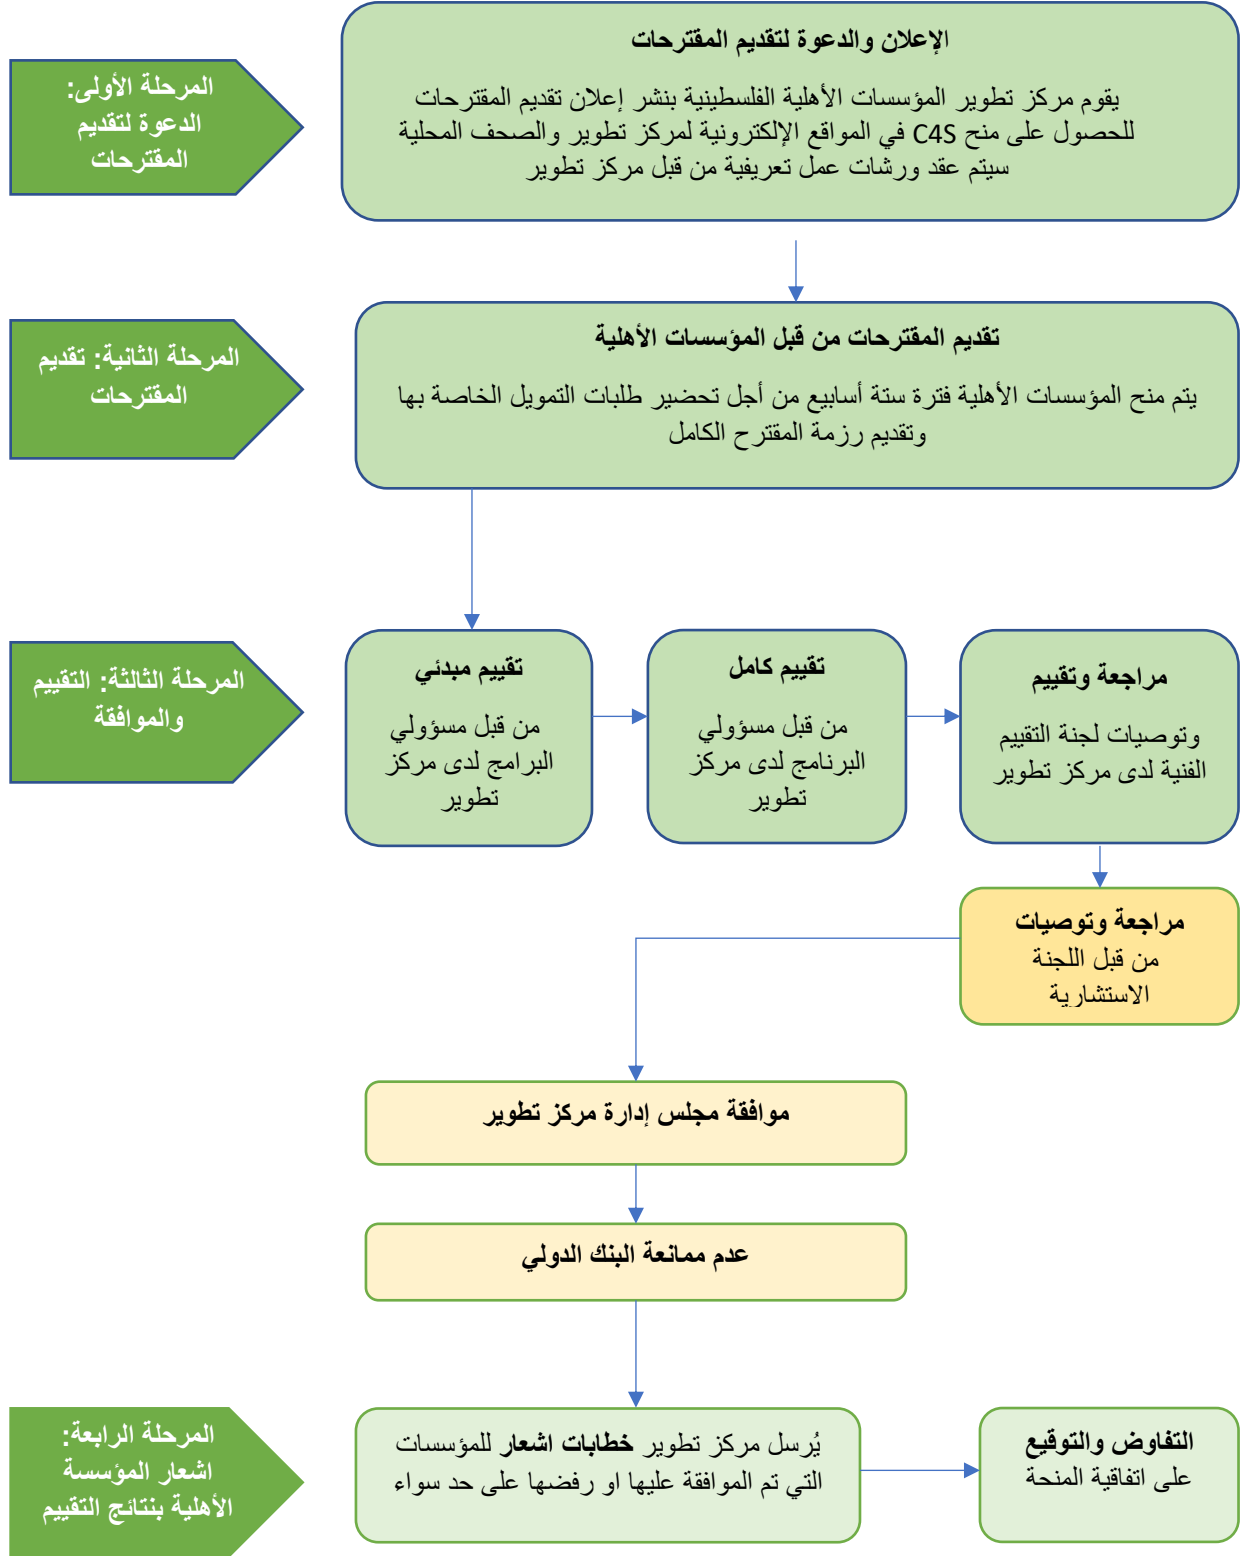 المرحلة الأولى:
الدعوة لتقديم
المقترحات
الإعلان والدعوة لتقديم المقترحات
يقوم مركز تطوير المؤسسات الأهلية الفلسطينية بنشر إعلان تقديم المقترحات
للحصول على منح C4S في المواقع الإلكترونية لمركز تطوير والصحف المحلية
سيتم عقد ورشات عمل تعريفية من قبل مركز تطوير
المرحلة الثانية: تقديم
المقترحات
تقديم المقترحات من قبل المؤسسات الأهلية
يتم منح المؤسسات الأهلية فترة ستة أسابيع من أجل تحضير طلبات التمويل الخاصة بها
وتقديم رزمة المقترح الكامل
المرحلة الثالثة: التقييم
والموافقة
تقييم مبدئي
من قبل مسؤولي
البرامج لدى مركز
تطوير
تقييم كامل
من قبل مسؤولي
البرنامج لدى مركز
تطوير
مراجعة وتقييم
وتوصيات لجنة التقييم
الفنية لدى مركز تطوير
مراجعة وتوصيات
من قبل اللجنة
الاستشارية
موافقة مجلس إدارة مركز تطوير
عدم ممانعة البنك الدولي
المرحلة الرابعة:
اشعار المؤسسة
الأهلية بنتائج التقييم
يُرسل مركز تطوير خطابات اشعار للمؤسسات
التي تم الموافقة عليها او رفضها على حد سواء
التفاوض والتوقيع
على اتفاقية المنحة